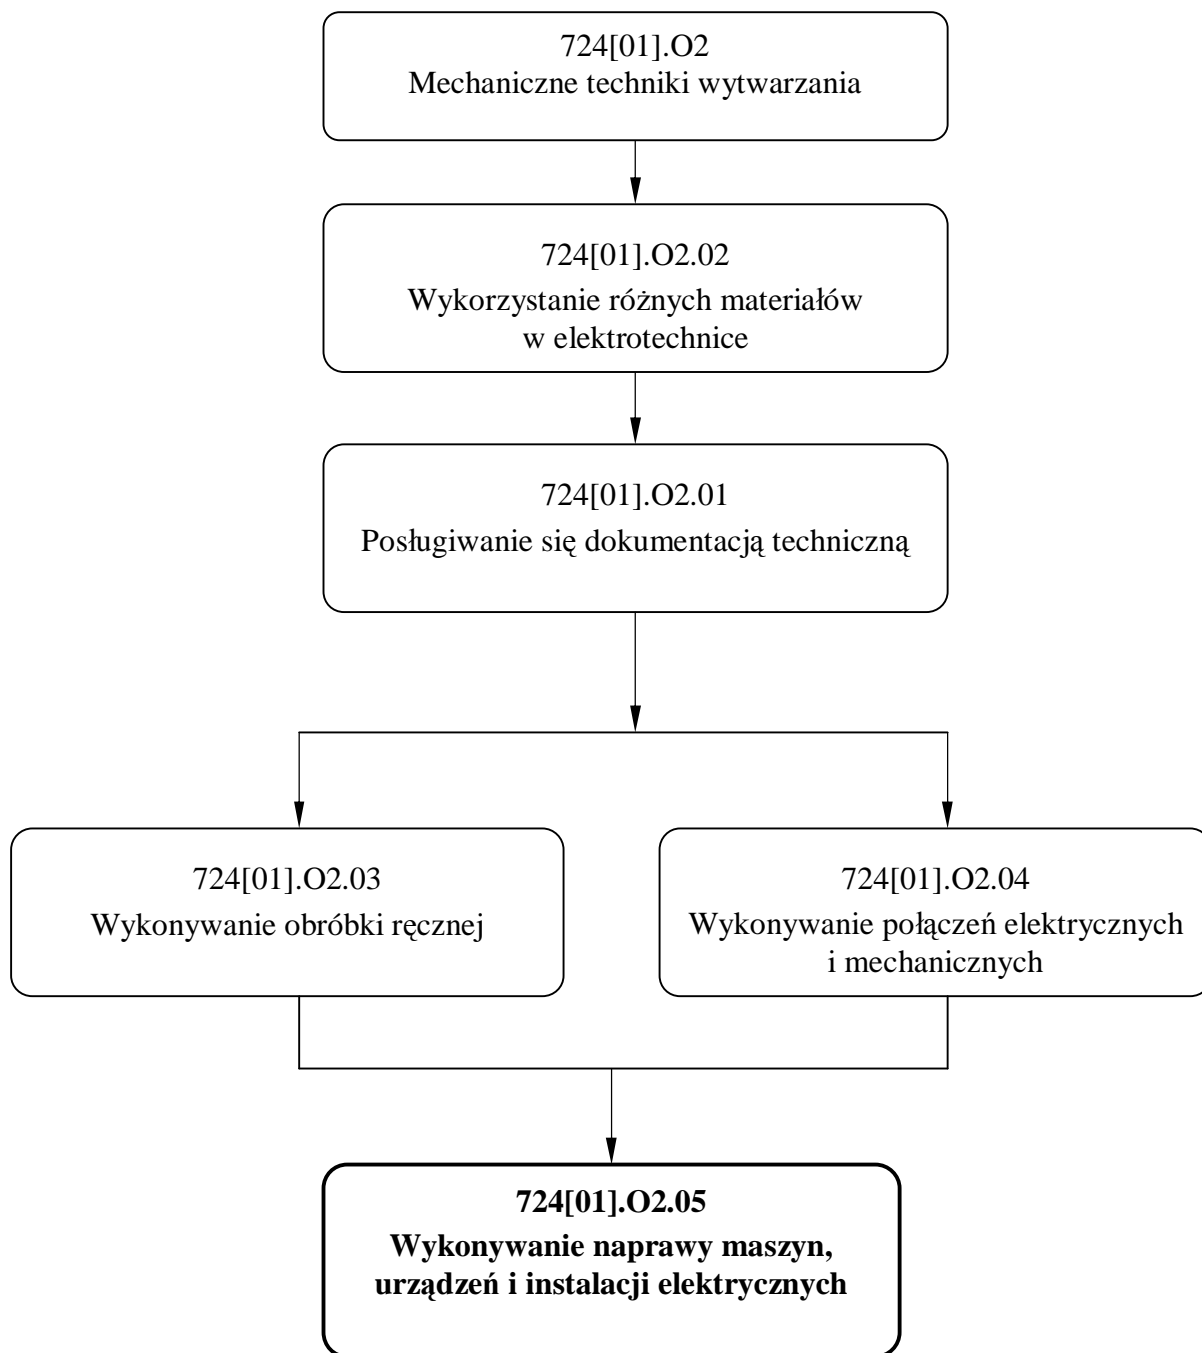 724[01].O2
Mechaniczne techniki wytwarzania
724[01].O2.02
Wykorzystanie różnych materiałów
w elektrotechnice
724[01].O2.01
Posługiwanie się dokumentacją techniczną
724[01].O2.03
Wykonywanie obróbki ręcznej
724[01].O2.04
Wykonywanie połączeń elektrycznych
i mechanicznych
724[01].O2.05
Wykonywanie naprawy maszyn,
urządzeń i instalacji elektrycznych